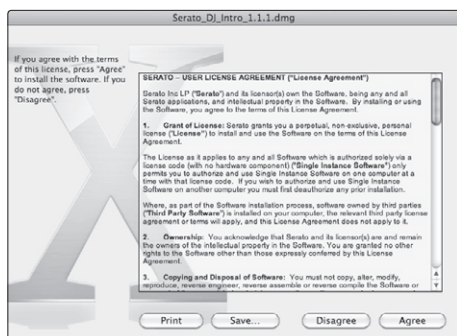 Serato_DJ_Intro_1.1.1.dmg
If you agree with the terms
of this license, press "Agree"
to install the software. If you
do not agree, press
"Disagree".
SERATO – USER LICENSE AGREEMENT ("License Agreement")
Serato Inc LP ("Serato") and its licensor(s) own the Software, being any and all
Serato applications, and intellectual property in the Software. By installing or using
the Software, you agree to the terms of this License Agreement.
1. Grant of License: Serato grants you a perpetual, non-exclusive, personal
license ("License") to install and use the Software on the terms of this License
Agreement.
The License as it applies to any and all Software which is authorized solely via a
license code (with no hardware component) ("Single Instance Software") only
permits you to authorize and use Single Instance Software on one computer at a
time with that license code. If you wish to authorize and use Single Instance
Software on another computer you must first deauthorize any prior installation.
Where, as part of the Software installation process, software owned by third parties
("Third Party Software") is installed on your computer, the relevant third party license
agreement or terms will apply, and this License Agreement does not apply to it.
2. Ownership: You acknowledge that Serato and its licensor(s) are and remain
the owners of the intellectual property in the Software. You are granted no other
rights to the Software other than those expressly conferred by this License
Agreement.
3. Copying and Disposal of Software: You must not copy, alter, modify,
reproduce, reverse engineer, reverse assemble or reverse compile the Software or
Print Save... Disagree Agree